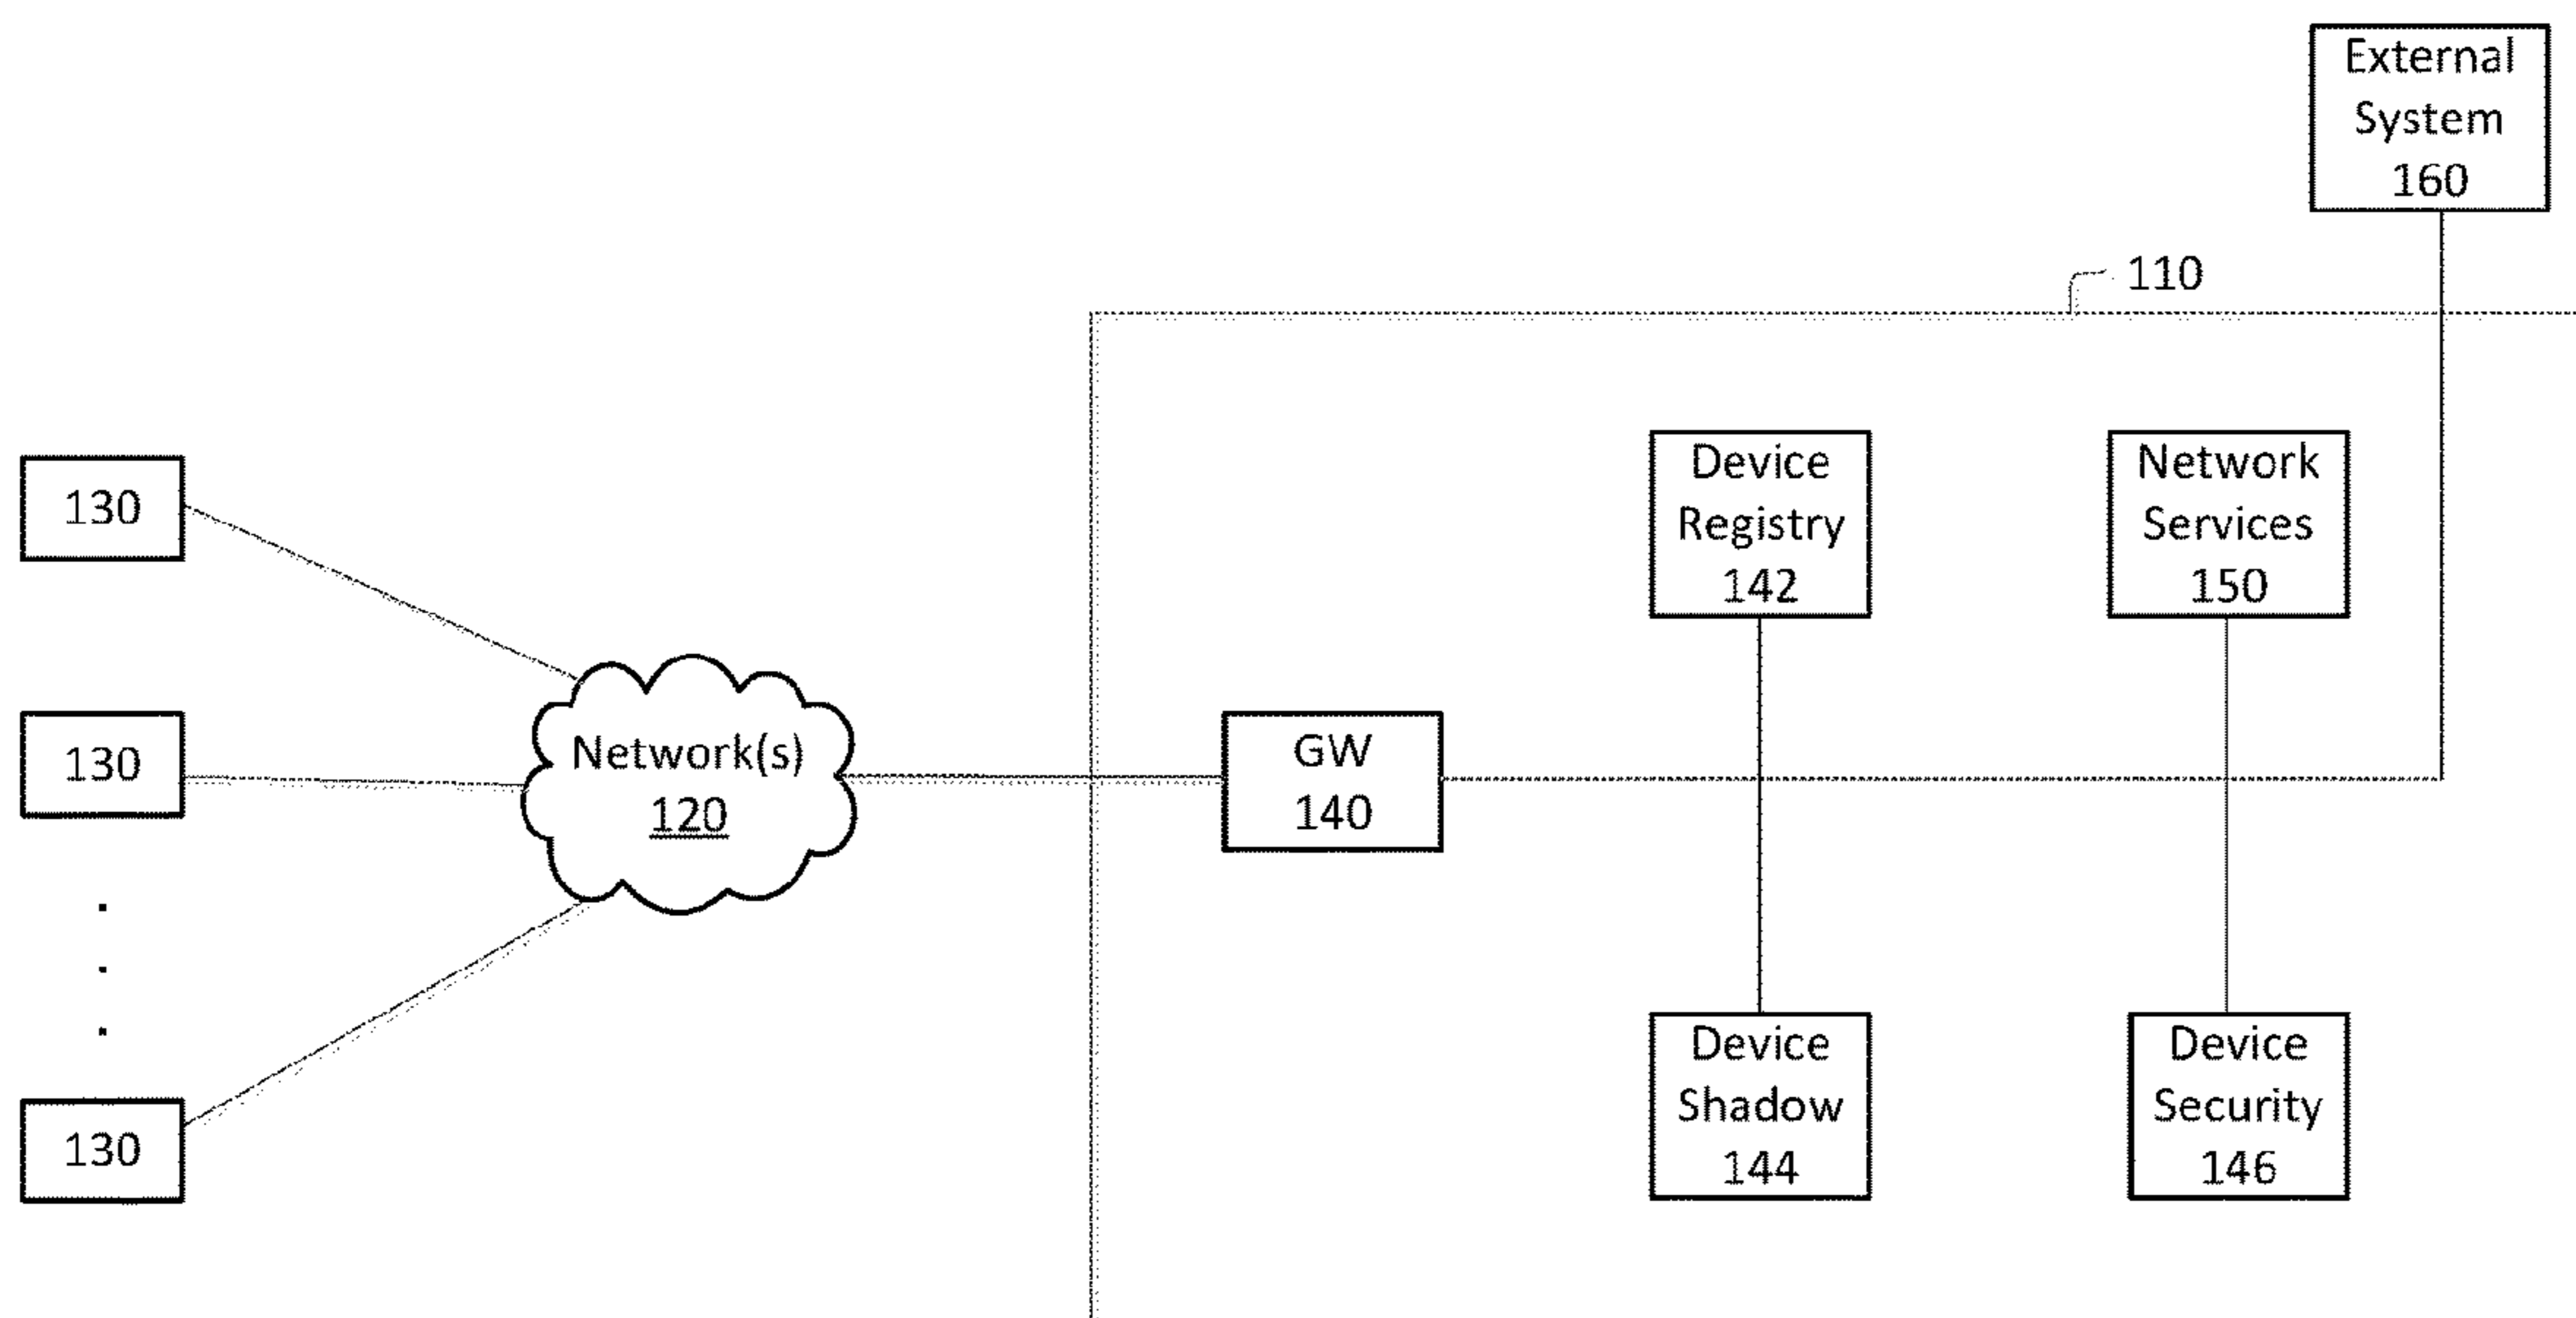 External
System
160
110
130
Device
Registry
142
Network
Services
150
130
Network(s)
120
GW
140
130
Device
Shadow
144
Device
Security
146